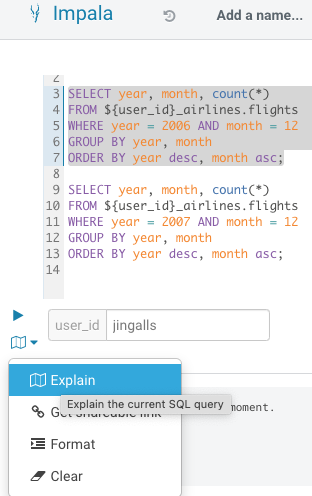 Impala
Add a name...
2
3 SELECT year, month, count(*)
4 FROM ${user_id}_airlines.flights
5 WHERE year = 2006 AND month = 12
6 GROUP BY year, month
7 ORDER BY year desc, month asc;
8
9 SELECT year, month, count(*)
10 FROM ${user_id}_airlines.flights
11 WHERE year = 2007 AND month = 12
12 GROUP BY year, month
13 ORDER BY year desc, month asc;
14
user_id jingalls
Explain
Explain the current SQL query
moment.
Get shareable link
Format
Clear